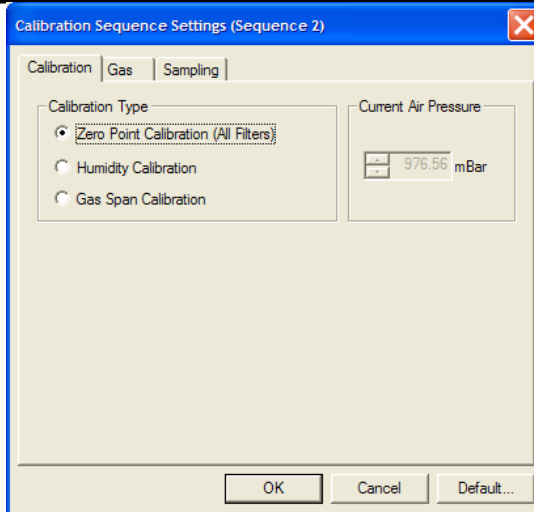 Calibration Sequence Settings (Sequence 2)
Calibration Gas Sampling
Calibration Type
Zero Point Calibration (All Filters)
Humidity Calibration
Gas Span Calibration
Current Air Pressure
976.56 mBar
OK Cancel Default...